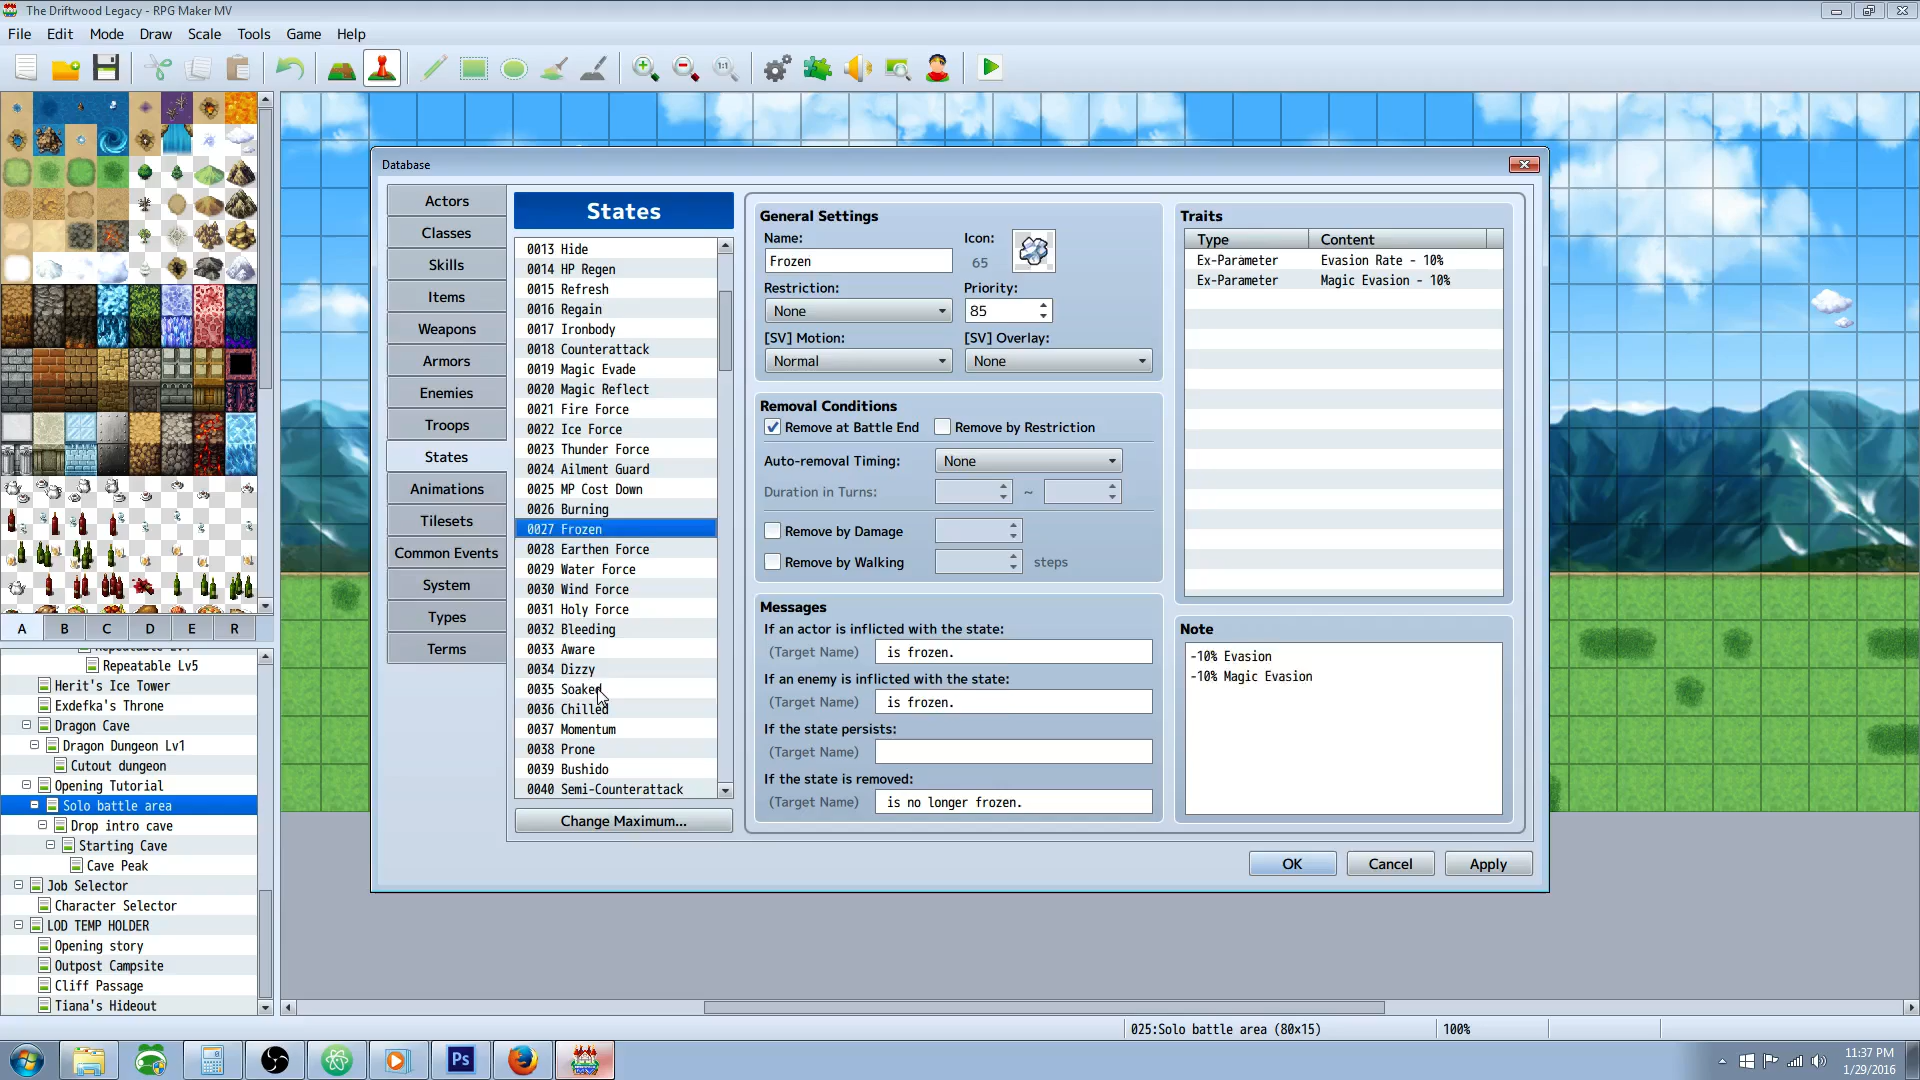 The Driftwood Legacy - RPG Maker MV
File Edit Mode Draw Scale Tools Game Help
1:1
Database
Actors
Classes
Skills
Items
Weapons
Armors
Enemies
Troops
States
Animations
Tilesets
Common Events
System
Types
Terms
States
0013 Hide
0014 HP Regen
0015 Refresh
0016 Regain
0017 Ironbody
0018 Counterattack
0019 Magic Evade
0020 Magic Reflect
0021 Fire Force
0022 Ice Force
0023 Thunder Force
0024 Ailment Guard
0025 MP Cost Down
0026 Burning
0027 Frozen
0028 Earthen Force
0029 Water Force
0030 Wind Force
0031 Holy Force
0032 Bleeding
0033 Aware
0034 Dizzy
0035 Soaked
0036 Chilled
0037 Momentum
0038 Prone
0039 Bushido
0040 Semi-Counterattack
Change Maximum...
General Settings
Name: Icon:
Frozen 65
Restriction: Priority:
None 85
[SV] Motion: [SV] Overlay:
Normal None
Removal Conditions
Remove at Battle End Remove by Restriction
Auto-removal Timing: None
Duration in Turns: ~
Remove by Damage
Remove by Walking steps
Messages
If an actor is inflicted with the state:
(Target Name) is frozen.
If an enemy is inflicted with the state:
(Target Name) is frozen.
If the state persists:
(Target Name)
If the state is removed:
(Target Name) is no longer frozen.
Traits
Type Content
Ex-Parameter Evasion Rate - 10%
Ex-Parameter Magic Evasion - 10%
Note
-10% Evasion
-10% Magic Evasion
OK Cancel Apply
A B C D E R
Repeatable Lv5
Herit's Ice Tower
Exdefka's Throne
Dragon Cave
Dragon Dungeon Lv1
Cutout dungeon
Opening Tutorial
Solo battle area
Drop intro cave
Starting Cave
Cave Peak
Job Selector
Character Selector
LOD TEMP HOLDER
Opening story
Outpost Campsite
Cliff Passage
Tiana's Hideout
025:Solo battle area (80x15) 100%
Ps
11:37 PM
1/29/2016